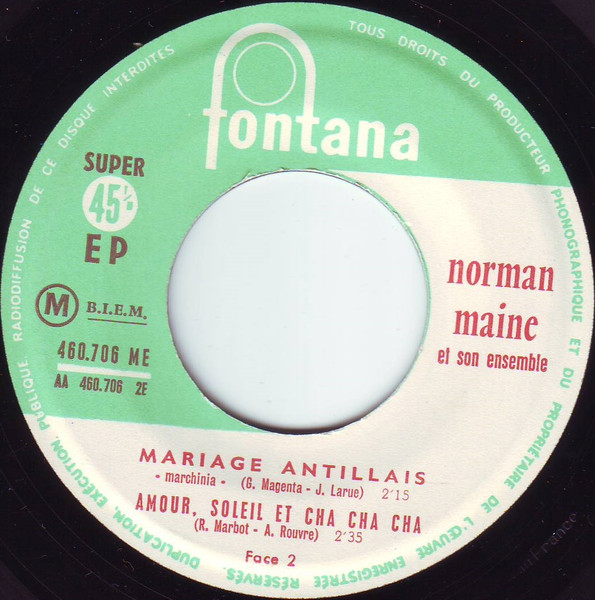 TOUS DROITS DU PRODUCTEUR PHONOGRAPHIQUE ET DU PROPRIÉTAIRE DE L'ŒUVRE ENREGISTRÉE RÉSERVÉS. DUPLICATION, EXÉCUTION PUBLIQUE, RADIODIFFUSION DE CE DISQUE INTERDITES
fontana
SUPER
45 t/m
EP
M B.I.E.M.
460.706 ME
AA 460.706 2E
norman
maine
et son ensemble
MARIAGE ANTILLAIS
- marchinia - (G. Magenta - J. Larue) 2'15
AMOUR, SOLEIL ET CHA CHA CHA
(R. Marbot - A. Rouvre) 2'35
Face 2